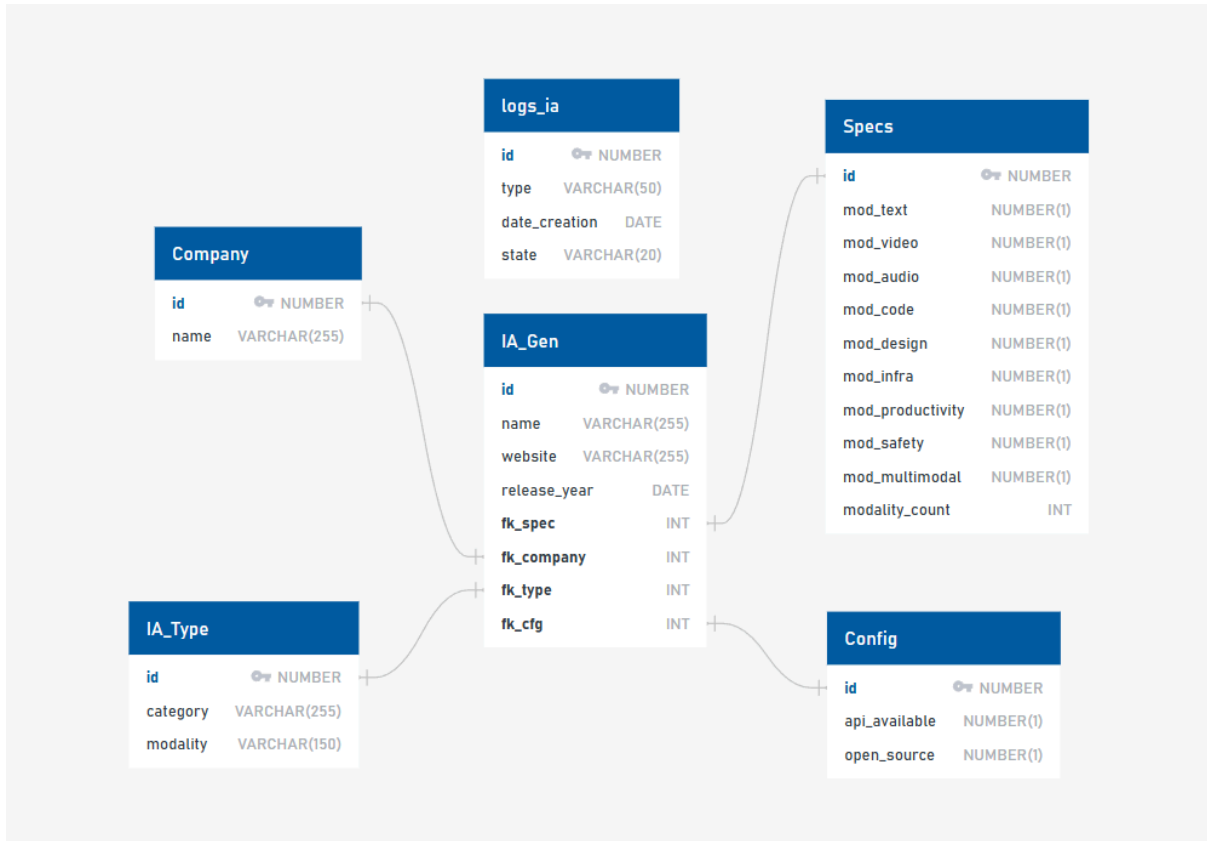 logs_ia
id NUMBER
type VARCHAR(50)
date_creation DATE
state VARCHAR(20)
Specs
id NUMBER
mod_text NUMBER(1)
mod_video NUMBER(1)
mod_audio NUMBER(1)
mod_code NUMBER(1)
mod_design NUMBER(1)
mod_infra NUMBER(1)
mod_productivity NUMBER(1)
mod_safety NUMBER(1)
mod_multimodal NUMBER(1)
modality_count INT
Company
id NUMBER
name VARCHAR(255)
IA_Gen
id NUMBER
name VARCHAR(255)
website VARCHAR(255)
release_year DATE
fk_spec INT
fk_company INT
fk_type INT
fk_cfg INT
IA_Type
id NUMBER
category VARCHAR(255)
modality VARCHAR(150)
Config
id NUMBER
api_available NUMBER(1)
open_source NUMBER(1)